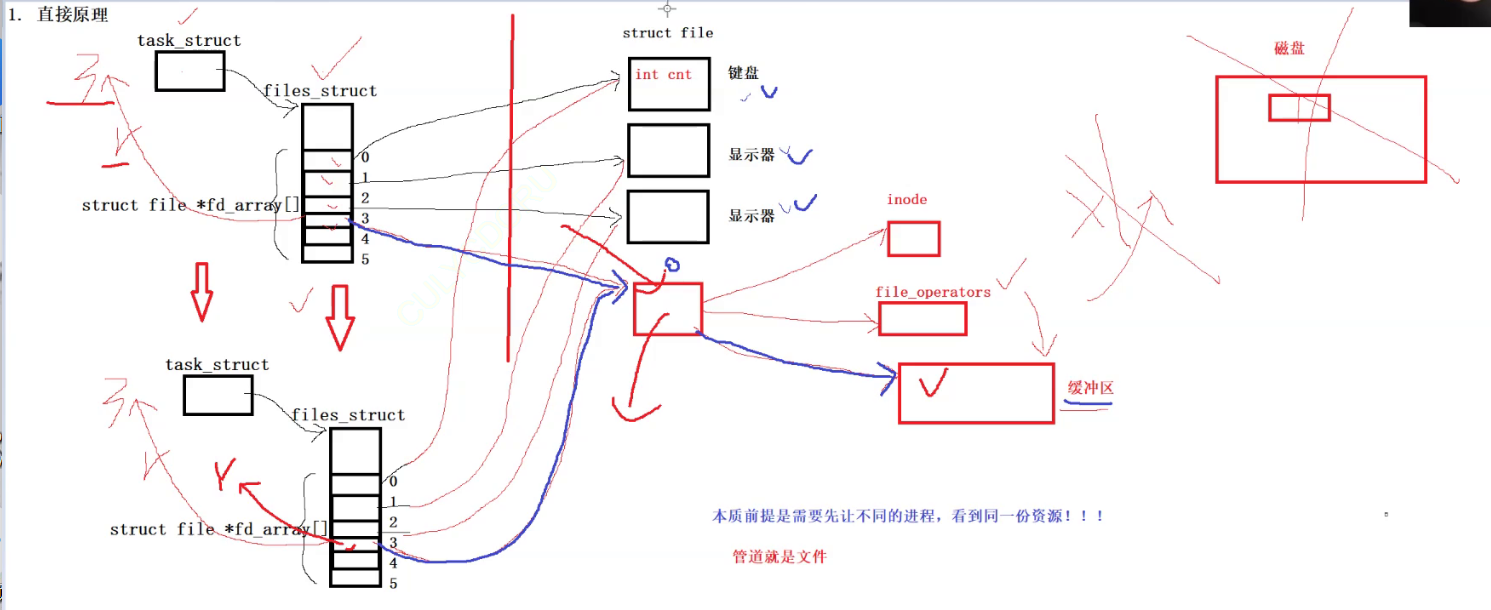 1. 直接原理
task_struct
files_struct
struct file *fd_array[]
0
1
2
3
4
5
struct file
int cnt
键盘
显示器
显示器
磁盘
inode
file_operators
缓冲区
task_struct
files_struct
struct file *fd_array[]
0
1
2
3
4
5
本质前提是需要先让不同的进程，看到同一份资源！！！
管道就是文件